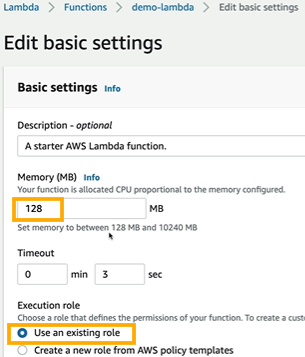 Lambda > Functions > demo-lambda > Edit basic settings
Edit basic settings
Basic settings Info
Description - optional
A starter AWS Lambda function.
Memory (MB) Info
Your function is allocated CPU proportional to the memory configured.
128 MB
Set memory to between 128 MB and 10240 MB
Timeout
0 min 3 sec
Execution role
Choose a role that defines the permissions of your function. To create a custo
Use an existing role
Create a new role from AWS policy templates